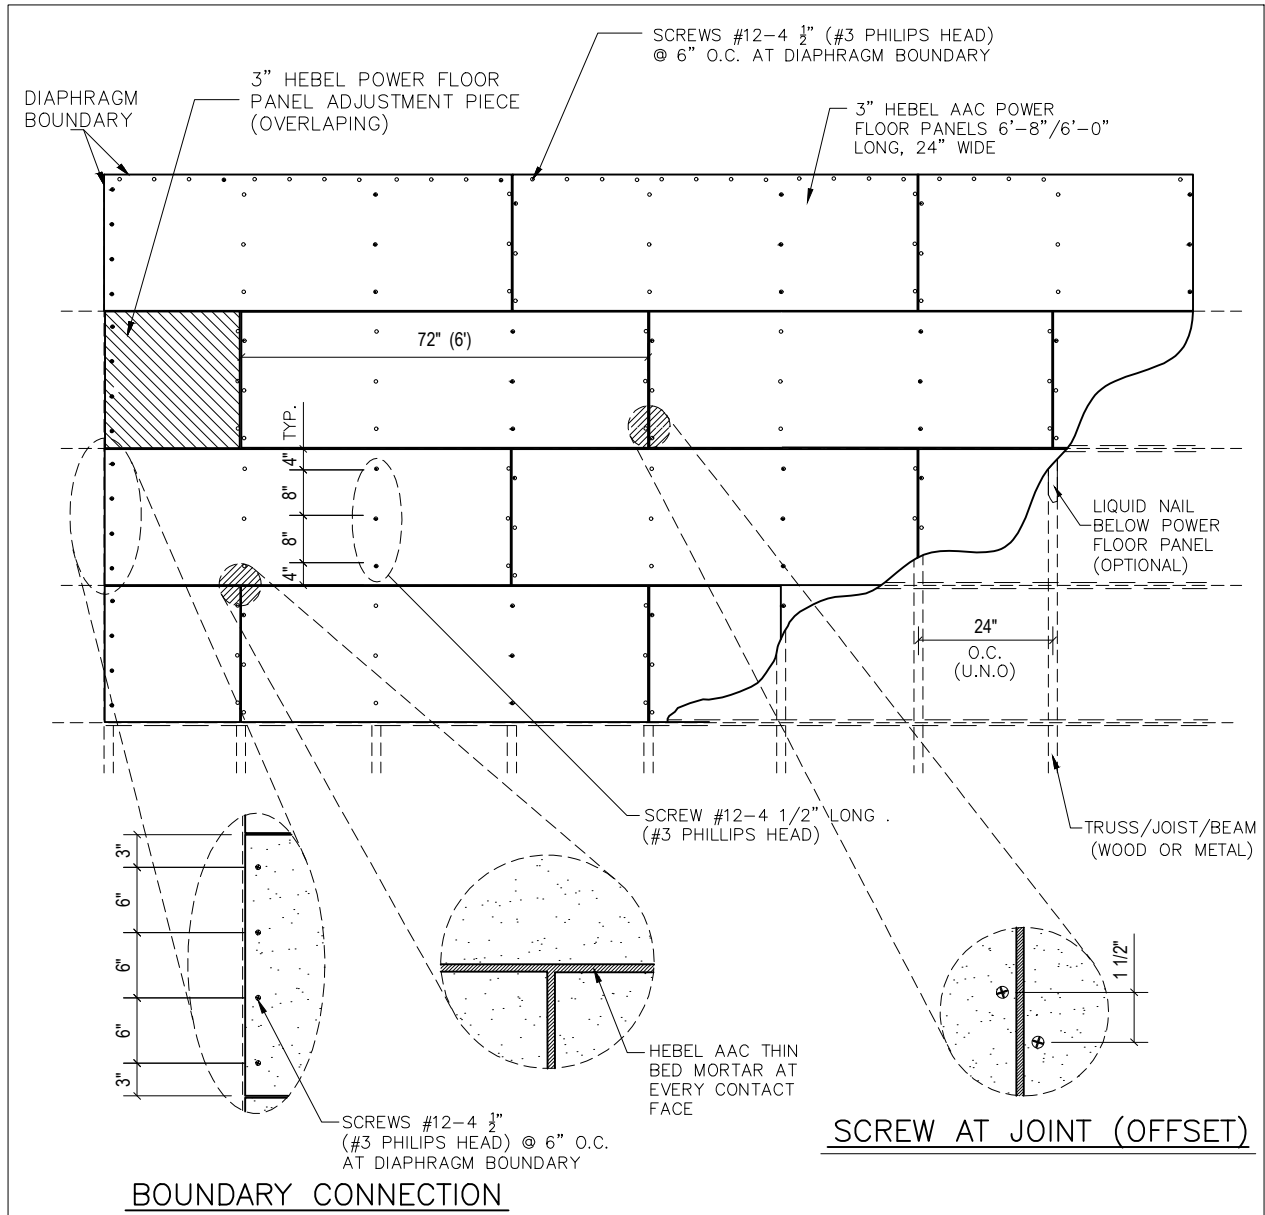 SCREWS #12-4 ½" (#3 PHILIPS HEAD)
@ 6" O.C. AT DIAPHRAGM BOUNDARY
3" HEBEL POWER FLOOR
PANEL ADJUSTMENT PIECE
(OVERLAPING)
DIAPHRAGM
BOUNDARY
3" HEBEL AAC POWER
FLOOR PANELS 6'-8"/6'-0"
LONG, 24" WIDE
72" (6')
TYP.
4"
8"
8"
4"
LIQUID NAIL
BELOW POWER
FLOOR PANEL
(OPTIONAL)
24"
O.C.
(U.N.O)
SCREW #12-4 1/2" LONG .
(#3 PHILLIPS HEAD)
TRUSS/JOIST/BEAM
(WOOD OR METAL)
3"
6"
6"
6"
3"
1 1/2"
HEBEL AAC THIN
BED MORTAR AT
EVERY CONTACT
FACE
SCREWS #12-4 ½"
(#3 PHILIPS HEAD) @ 6" O.C.
AT DIAPHRAGM BOUNDARY
SCREW AT JOINT (OFFSET)
BOUNDARY CONNECTION